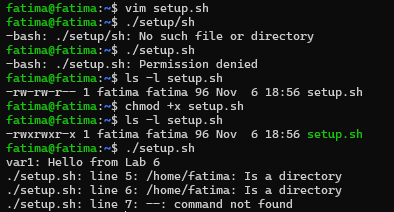 fatima@fatima:~$ vim setup.sh
fatima@fatima:~$ ./setup/sh
-bash: ./setup/sh: No such file or directory
fatima@fatima:~$ ./setup.sh
-bash: ./setup.sh: Permission denied
fatima@fatima:~$ ls -l setup.sh
-rw-rw-r-- 1 fatima fatima 96 Nov  6 18:56 setup.sh
fatima@fatima:~$ chmod +x setup.sh
fatima@fatima:~$ ls -l setup.sh
-rwxrwxr-x 1 fatima fatima 96 Nov  6 18:56 setup.sh
fatima@fatima:~$ ./setup.sh
var1: Hello from Lab 6
./setup.sh: line 5: /home/fatima: Is a directory
./setup.sh: line 6: /home/fatima: Is a directory
./setup.sh: line 7: --: command not found